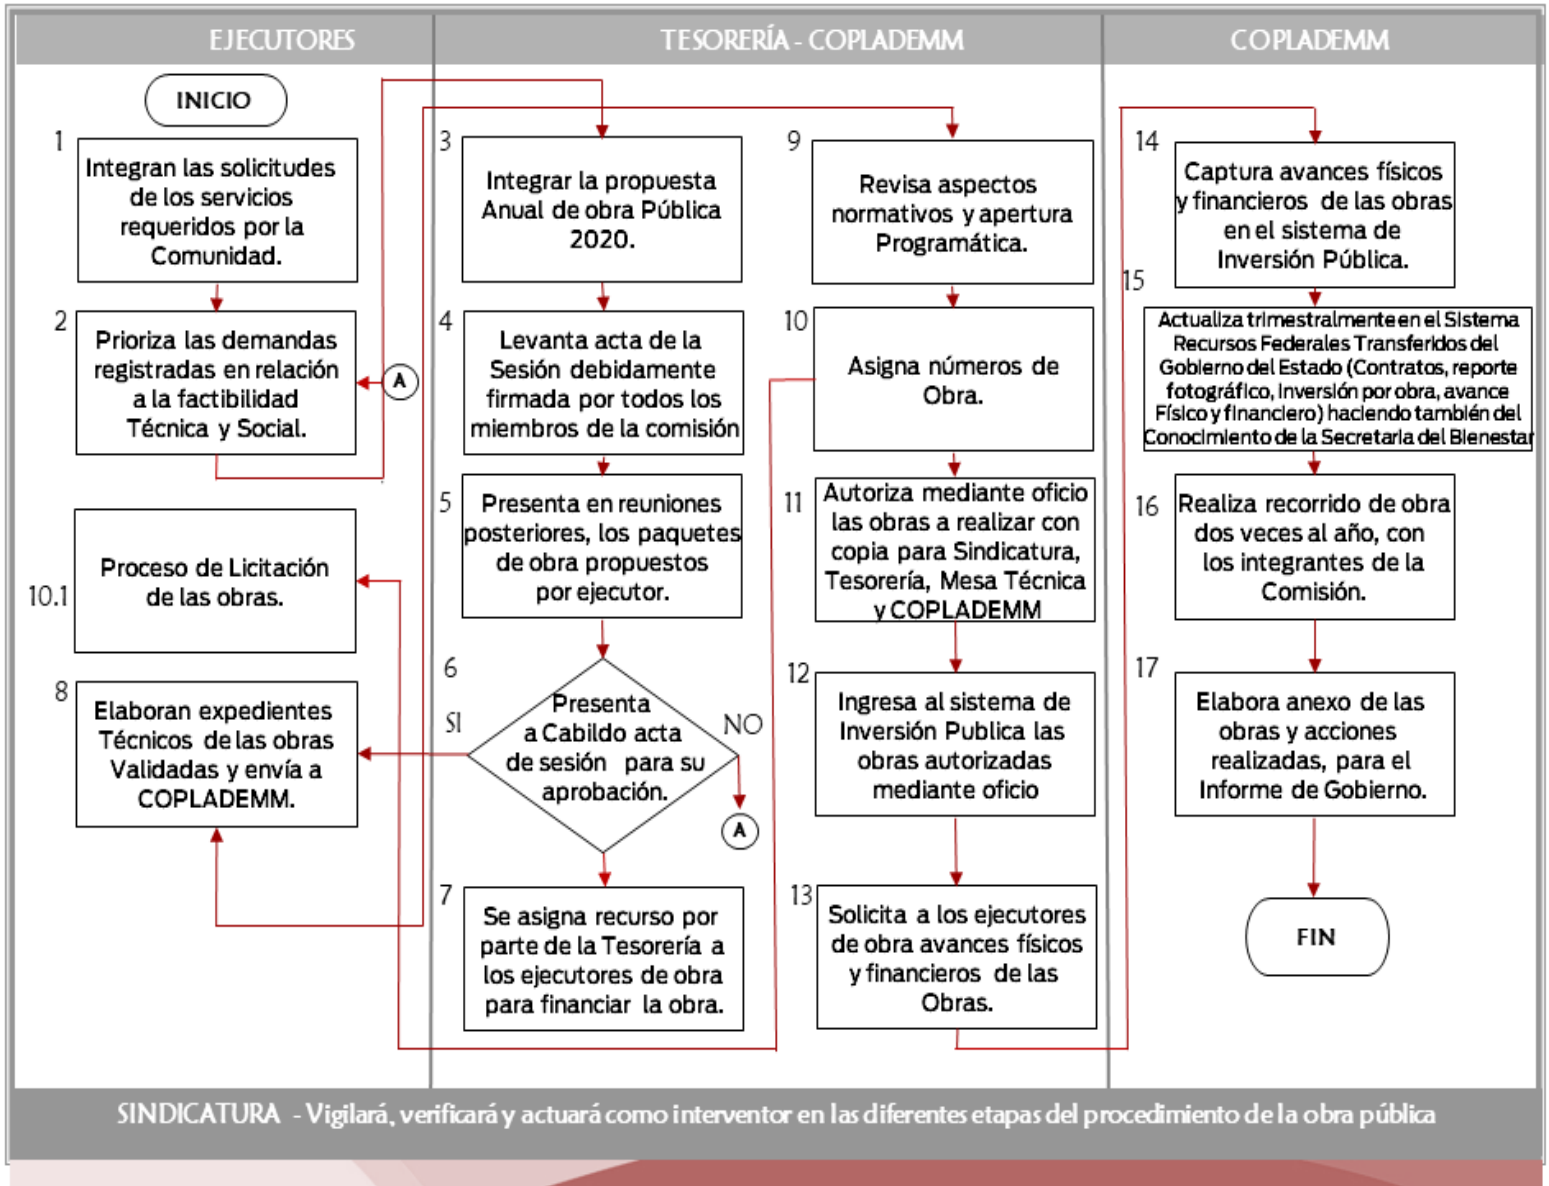 EJECUTORES
TESORERÍA - COPLADEMM
COPLADEMM
INICIO
1
Integran las solicitudes
de los servicios
requeridos por la
Comunidad.
2
Prioriza las demandas
registradas en relación
a la factibilidad
Técnica y Social.
A
10.1
Proceso de Licitación
de las obras.
8
Elaboran expedientes
Técnicos de las obras
Validadas y envía a
COPLADEMM.
3
Integrar la propuesta
Anual de obra Pública
2020.
4
Levanta acta de la
Sesión debidamente
firmada por todos los
miembros de la comisión
5
Presenta en reuniones
posteriores, los paquetes
de obra propuestos
por ejecutor.
6
SI
NO
Presenta
a Cabildo acta
de sesión para su
aprobación.
A
7
Se asigna recurso por
parte de la Tesorería a
los ejecutores de obra
para financiar la obra.
9
Revisa aspectos
normativos y apertura
Programática.
10
Asigna números de
Obra.
11
Autoriza mediante oficio
las obras a realizar con
copia para Sindicatura,
Tesorería, Mesa Técnica
y COPLADEMM
12
Ingresa al sistema de
Inversión Publica las
obras autorizadas
mediante oficio
13
Solicita a los ejecutores
de obra avances físicos
y financieros de las
Obras.
14
Captura avances físicos
y financieros de las obras
en el sistema de
Inversión Pública.
15
Actualiza trimestralmente en el Sistema
Recursos Federales Transferidos del
Gobierno del Estado (Contratos, reporte
fotográfico, Inversión por obra, avance
Físico y financiero) haciendo también del
Conocimiento de la Secretaria del Bienestar
16
Realiza recorrido de obra
dos veces al año, con
los integrantes de la
Comisión.
17
Elabora anexo de las
obras y acciones
realizadas, para el
Informe de Gobierno.
FIN
SINDICATURA - Vigilará, verificará y actuará como interventor en las diferentes etapas del procedimiento de la obra pública